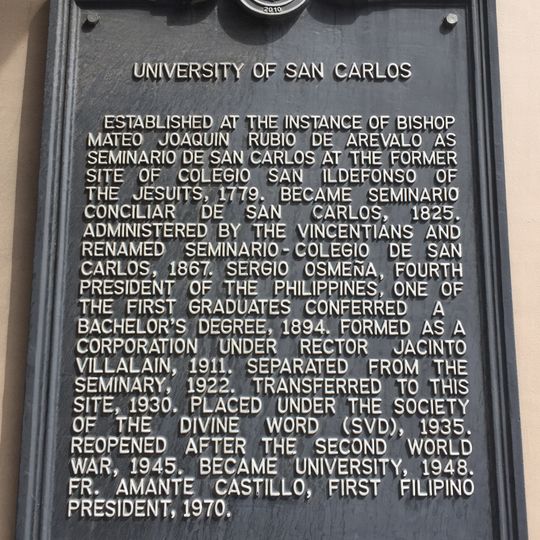 2010
UNIVERSITY OF SAN CARLOS
ESTABLISHED AT THE INSTANCE OF BISHOP
MATEO JOAQUIN RUBIO DE AREVALO AS
SEMINARIO DE SAN CARLOS AT THE FORMER
SITE OF COLEGIO SAN ILDEFONSO OF
THE JESUITS, 1779. BECAME SEMINARIO
CONCILIAR DE SAN CARLOS, 1825.
ADMINISTERED BY THE VINCENTIANS AND
RENAMED SEMINARIO-COLEGIO DE SAN
CARLOS, 1867. SERGIO OSMEÑA, FOURTH
PRESIDENT OF THE PHILIPPINES, ONE OF
THE FIRST GRADUATES CONFERRED A
BACHELOR'S DEGREE, 1894. FORMED AS A
CORPORATION UNDER RECTOR JACINTO
VILLALAIN, 1911. SEPARATED FROM THE
SEMINARY, 1922. TRANSFERRED TO THIS
SITE, 1930. PLACED UNDER THE SOCIETY
OF THE DIVINE WORD (SVD), 1935.
REOPENED AFTER THE SECOND WORLD
WAR, 1945. BECAME UNIVERSITY, 1948.
FR. AMANTE CASTILLO, FIRST FILIPINO
PRESIDENT, 1970.